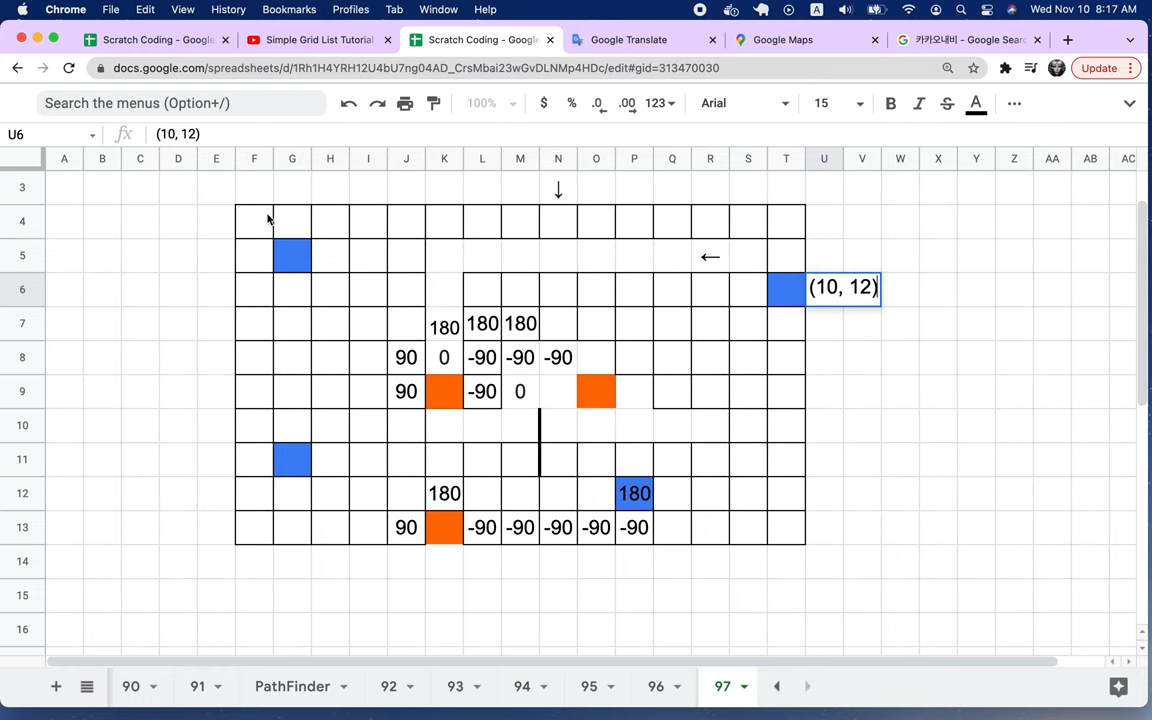 Chrome File Edit View History Bookmarks Profiles Tab Window Help A Wed Nov 10 8:17 AM
Scratch Coding - Google × Simple Grid List Tutorial × Scratch Coding - Google × Google Translate × Google Maps × 카카오내비 - Google Searc ×
docs.google.com/spreadsheets/d/1Rh1H4YRH12U4bU7ng04AD_CrsMbai23wGvDLNMp4HDc/edit#gid=313470030 Update
Search the menus (Option+/) 100% $ % .0 .00 123 Arial 15 B I S A
U6 fx (10, 12)
A B C D E F G H I J K L M N O P Q R S T U V W X Y Z AA AB AC
3 ↓
4
5 ←
6 (10, 12)
7 180 180 180
8 90 0 -90 -90 -90
9 90 -90 0
10
11
12 180 180
13 90 -90 -90 -90 -90 -90
14
15
16
90 91 PathFinder 92 93 94 95 96 97